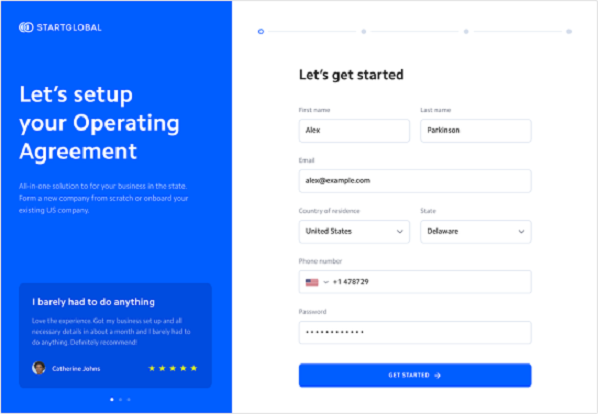 STARTGLOBAL
Let's setup
your Operating
Agreement
All-in-one solution to for your business in the state.
Form a new company from scratch or onboard your
existing US company.
I barely had to do anything
Love the experience. Got my business set up and all
necessary details in about a month and I barely had to
do anything. Definitely recommend!
Catherine Johns
Let's get started
First name
Last name
Alex
Parkinson
Email
alex@example.com
Country of residence
State
United States
Dellaware
Phone number
+1 478729
Password
GET STARTED